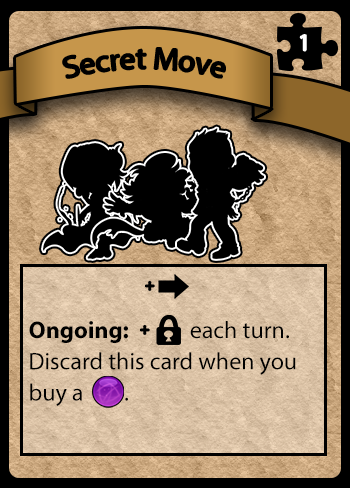 1
Secret Move
+
Ongoing: + each turn.
Discard this card when you
buy a .